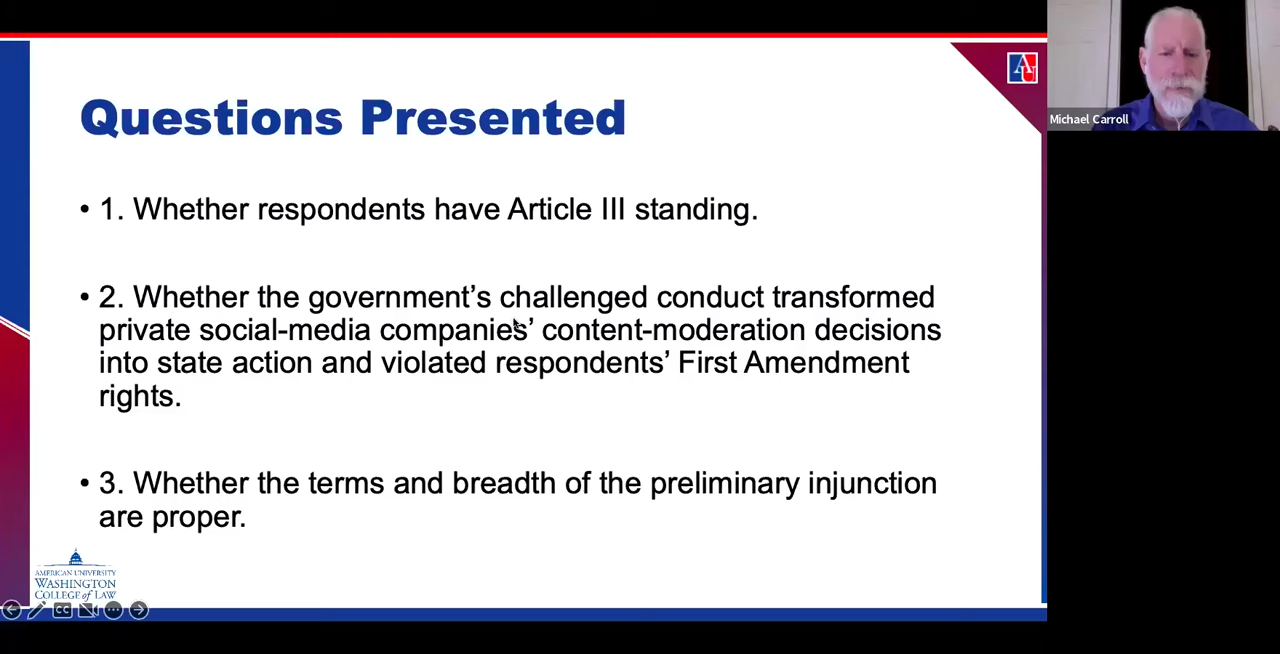 AU
Michael Carroll
Questions Presented
• 1. Whether respondents have Article III standing.
• 2. Whether the government’s challenged conduct transformed
private social-media companies’ content-moderation decisions
into state action and violated respondents’ First Amendment
rights.
• 3. Whether the terms and breadth of the preliminary injunction
are proper.
AMERICAN UNIVERSITY
WASHINGTON
COLLEGE of LAW
CC